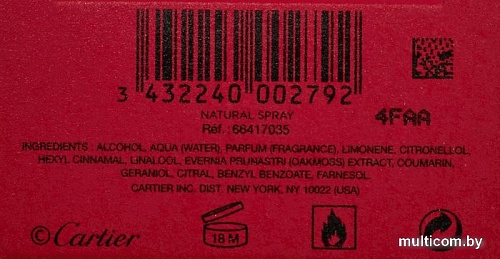 3 432240 002792
NATURAL SPRAY
Réf : 66417035
4FAA
INGREDIENTS : ALCOHOL, AQUA (WATER), PARFUM (FRAGRANCE), LIMONENE, CITRONELLOL,
HEXYL CINNAMAL, LINALOOL, EVERNIA PRUNASTRI (OAKMOSS) EXTRACT, COUMARIN,
GERANIOL, CITRAL, BENZYL BENZOATE, FARNESOL.
CARTIER INC. DIST. NEW YORK, NY 10022 (USA)
©Cartier
18 M
multicom.by